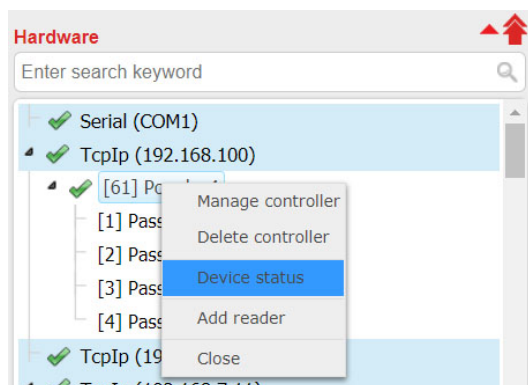 Hardware
Enter search keyword
Serial (COM1)
TcpIp (192.168.100)
[61]
Manage controller
[1] Pass
Delete controller
[2] Pass
Device status
[3] Pass
Add reader
[4] Pass
Close
TcpIp (19